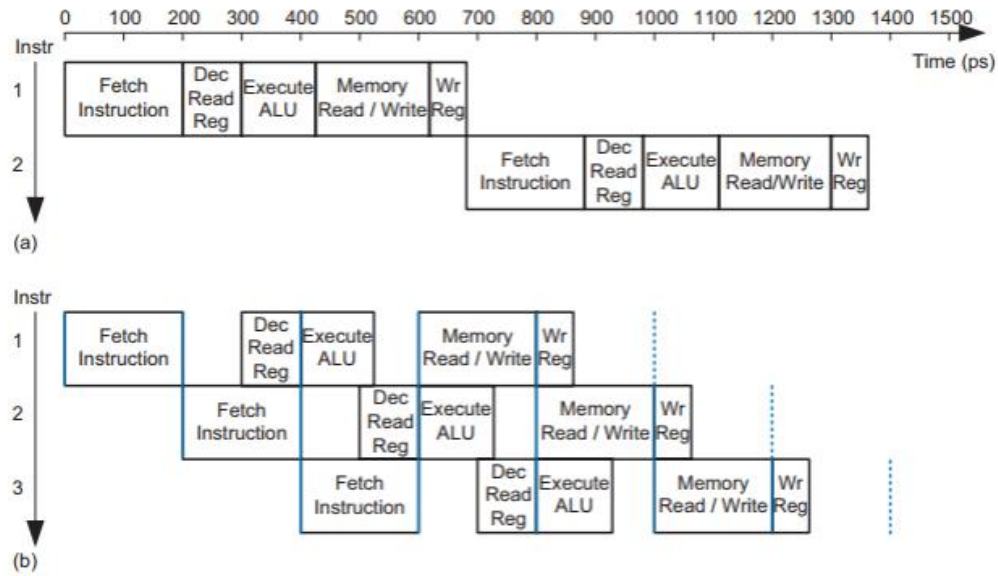 0 100 200 300 400 500 600 700 800 900 1000 1100 1200 1300 1400 1500
Instr
Time (ps)
1
Fetch
Instruction
Dec
Read
Reg
Execute
ALU
Memory
Read / Write
Wr
Reg
2
Fetch
Instruction
Dec
Read
Reg
Execute
ALU
Memory
Read/Write
Wr
Reg
(a)
Instr
1
Fetch
Instruction
Dec
Read
Reg
Execute
ALU
Memory
Read / Write
Wr
Reg
2
Fetch
Instruction
Dec
Read
Reg
Execute
ALU
Memory
Read / Write
Wr
Reg
3
Fetch
Instruction
Dec
Read
Reg
Execute
ALU
Memory
Read / Write
Wr
Reg
(b)